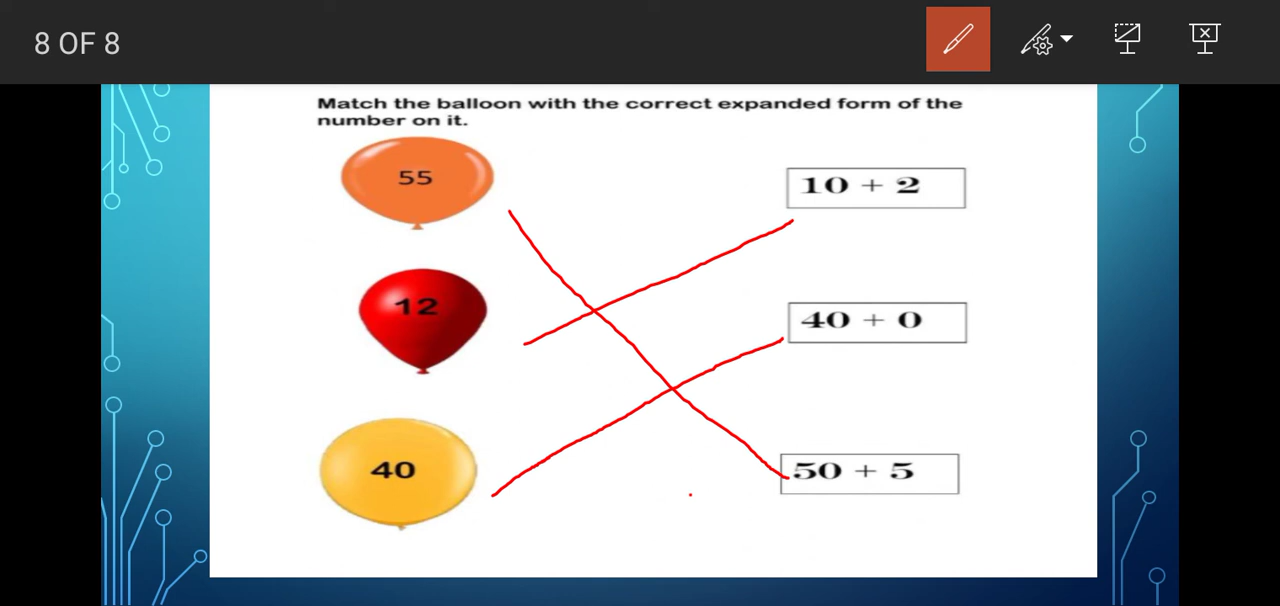 8 OF 8
Match the balloon with the correct expanded form of the
number on it.
55
10 + 2
12
40 + 0
40
50 + 5